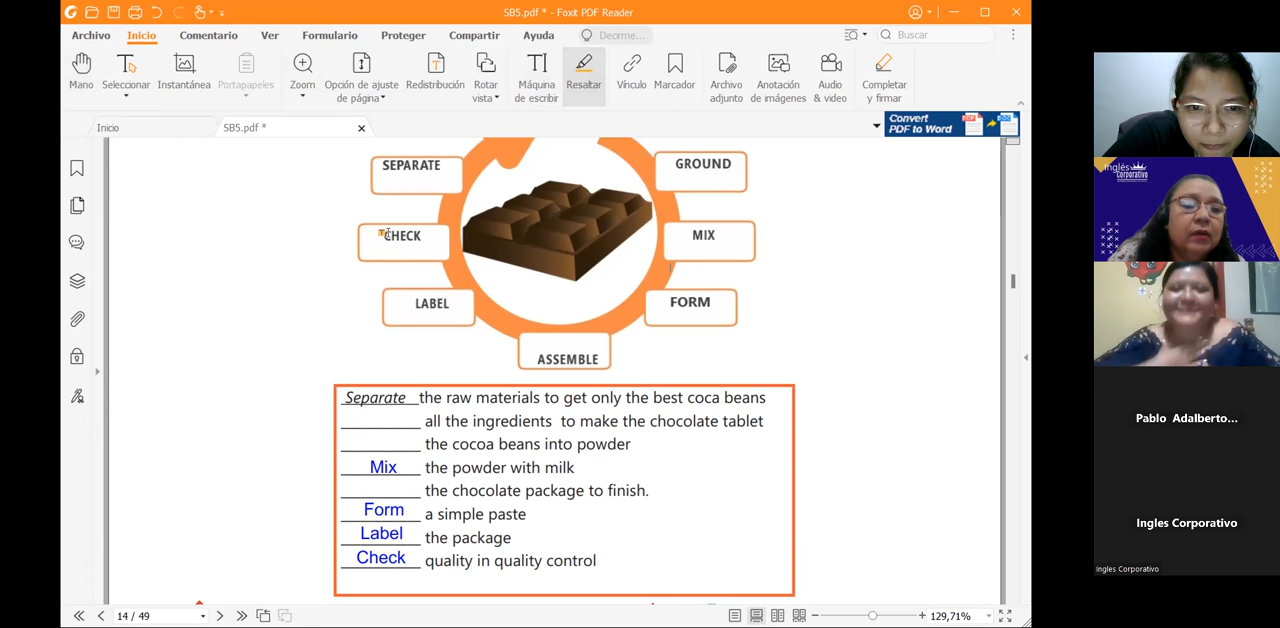 SB5.pdf * - Foxit PDF Reader
Archivo Inicio Comentario Ver Formulario Proteger Compartir Ayuda Decirme... Buscar
Mano Seleccionar Instantánea Portapapeles Zoom Opción de ajuste de página Redistribución Rotar vista Máquina de escribir Resaltar Vínculo Marcador Archivo adjunto Anotación de imágenes Audio & video Completar y firmar
Inicio SB5.pdf * Convert PDF to Word
SEPARATE GROUND
CHECK MIX
LABEL FORM
ASSEMBLE
Separate the raw materials to get only the best coca beans
all the ingredients to make the chocolate tablet
the cocoa beans into powder
Mix the powder with milk
the chocolate package to finish.
Form a simple paste
Label the package
Check quality in quality control
14 / 49 129,71%
Inglés Corporativo
Pablo Adalberto...
Ingles Corporativo
Ingles Corporativo